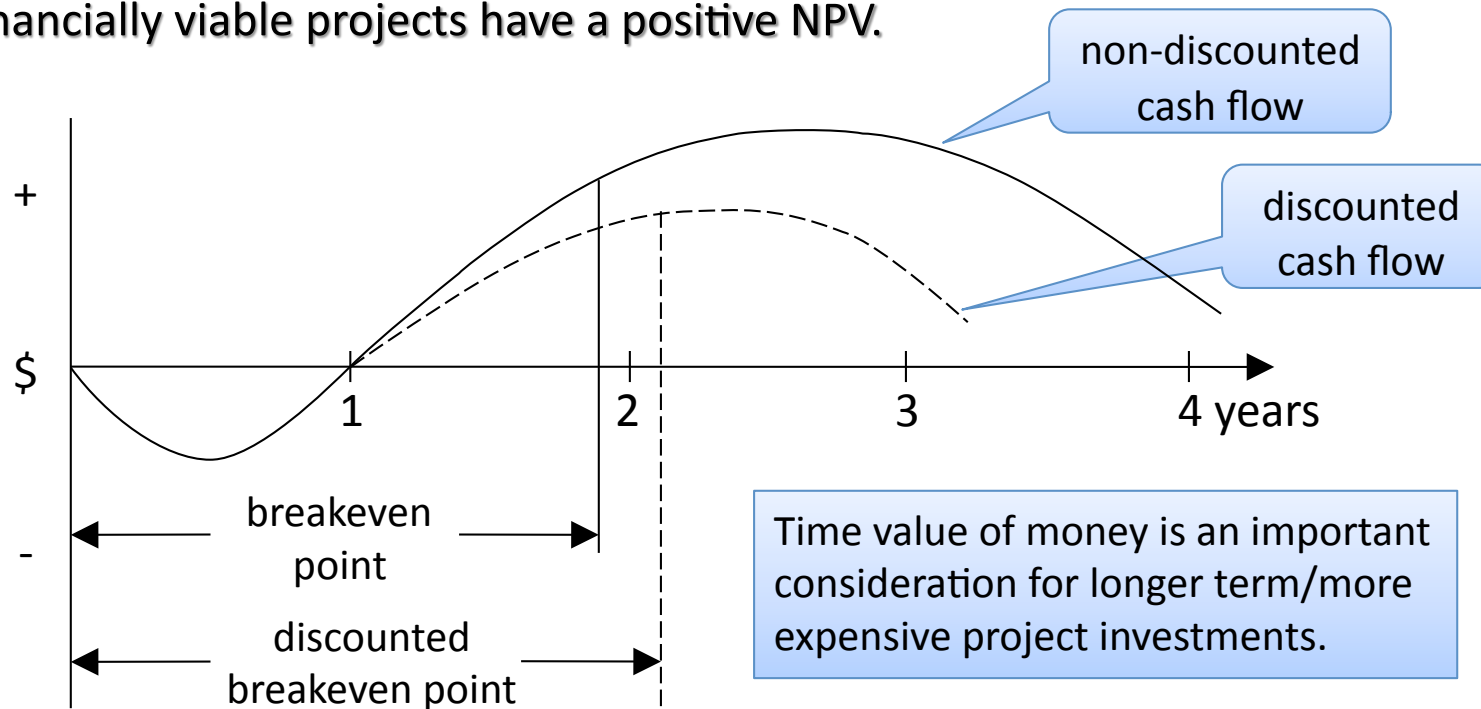 nancially viable projects have a positive NPV.
non-discounted
cash flow
discounted
cash flow
+
$
-
1
2
3
4 years
breakeven
point
discounted
breakeven point
Time value of money is an important
consideration for longer term/more
expensive project investments.